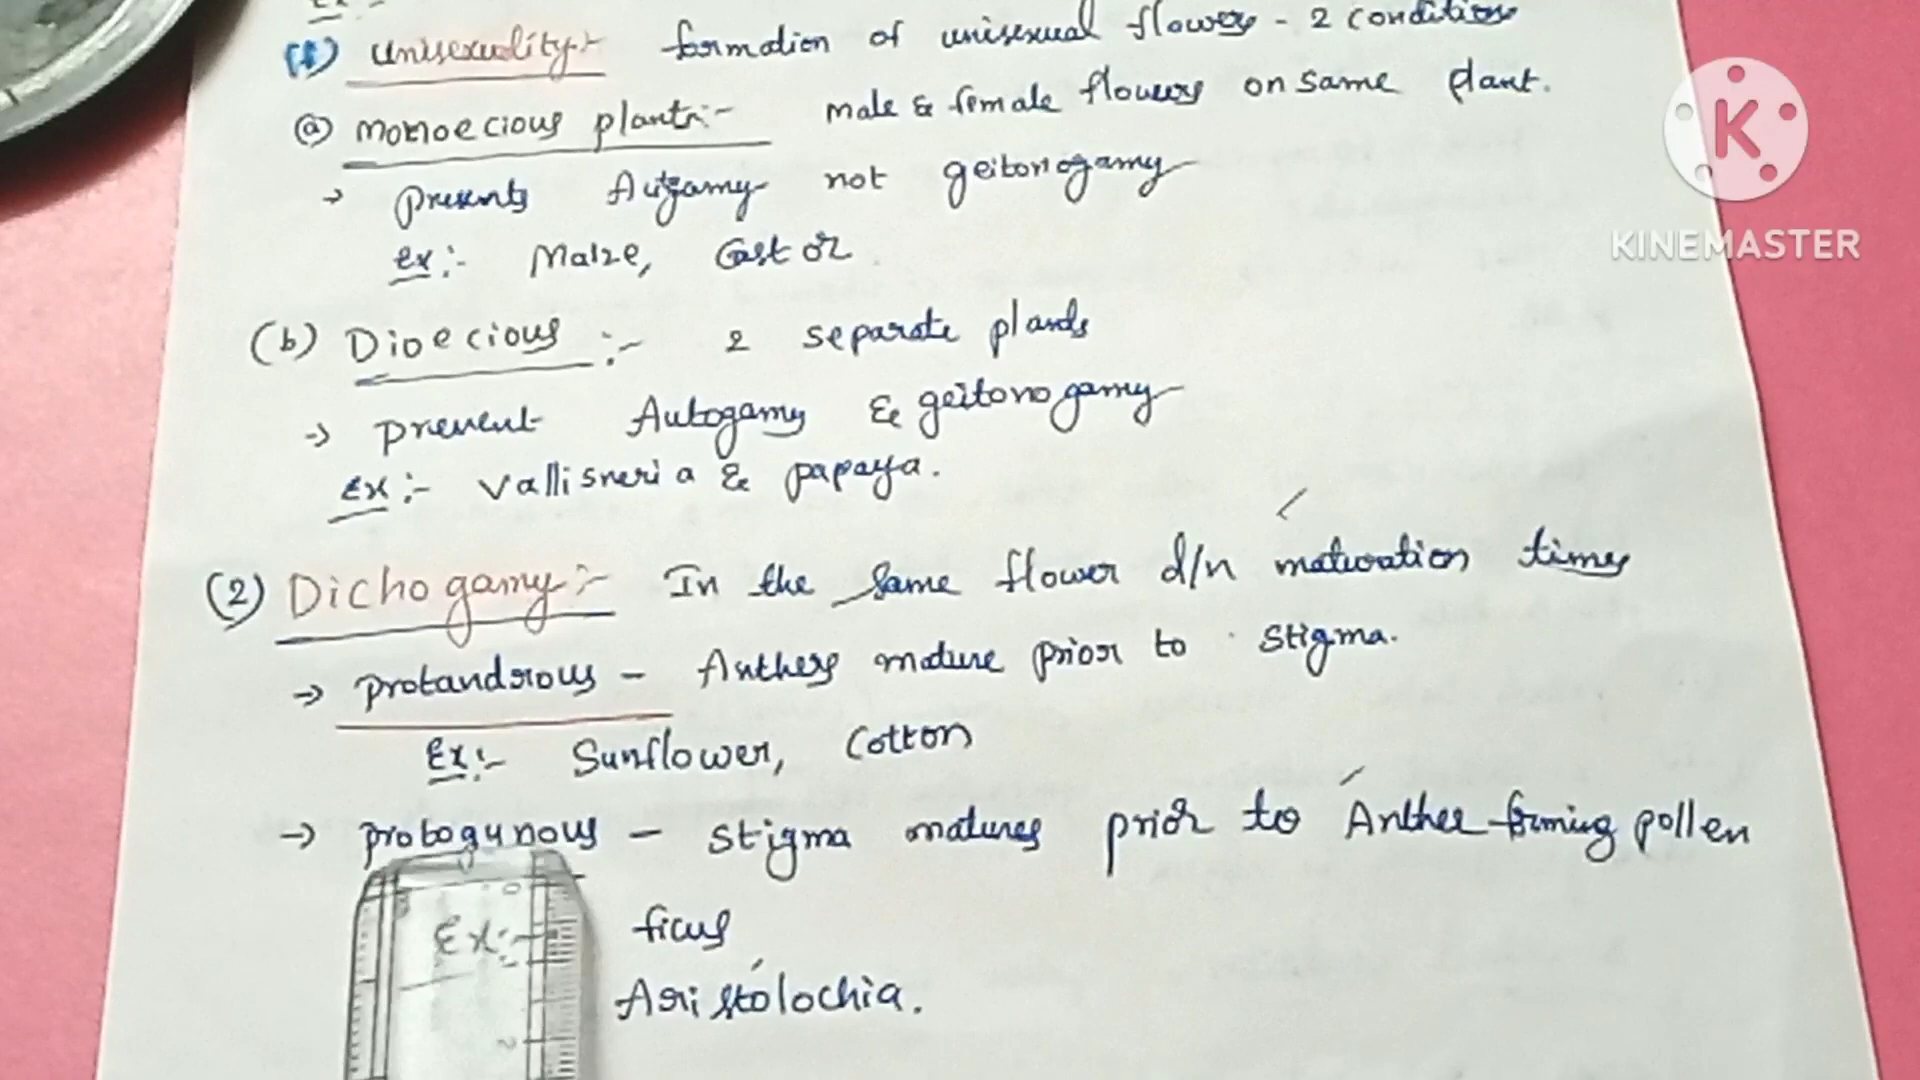 (1) Unisexuality:- formation of unisexual flowers - 2 conditions
(a) Monoecious plants:- male & female flowers on same plant.
→ presents Autgamy not geitonogamy
Ex:- Maize, Castor
(b) Dioecious :- 2 separate plants
→ prevent Autogamy & geitonogamy
Ex:- Vallisneria & papaya.
(2) Dichogamy:- In the same flower d/n maturation times
→ protandrous - Anthers mature prior to stigma.
Ex:- Sunflower, Cotton
→ protogynous - stigma matures prior to Anther forming pollen
Ex:- ficus
Aristolochia.
K
KINEMASTER